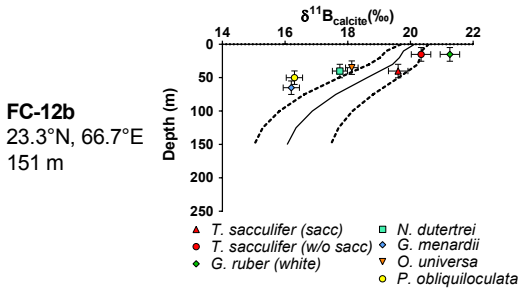 δ¹¹B_calcite(‰)
14 16 18 20 22
0
50
100
150
200
250
Depth (m)
FC-12b
23.3°N, 66.7°E
151 m
T. sacculifer (sacc)
T. sacculifer (w/o sacc)
G. ruber (white)
N. dutertrei
G. menardii
O. universa
P. obliquiloculata